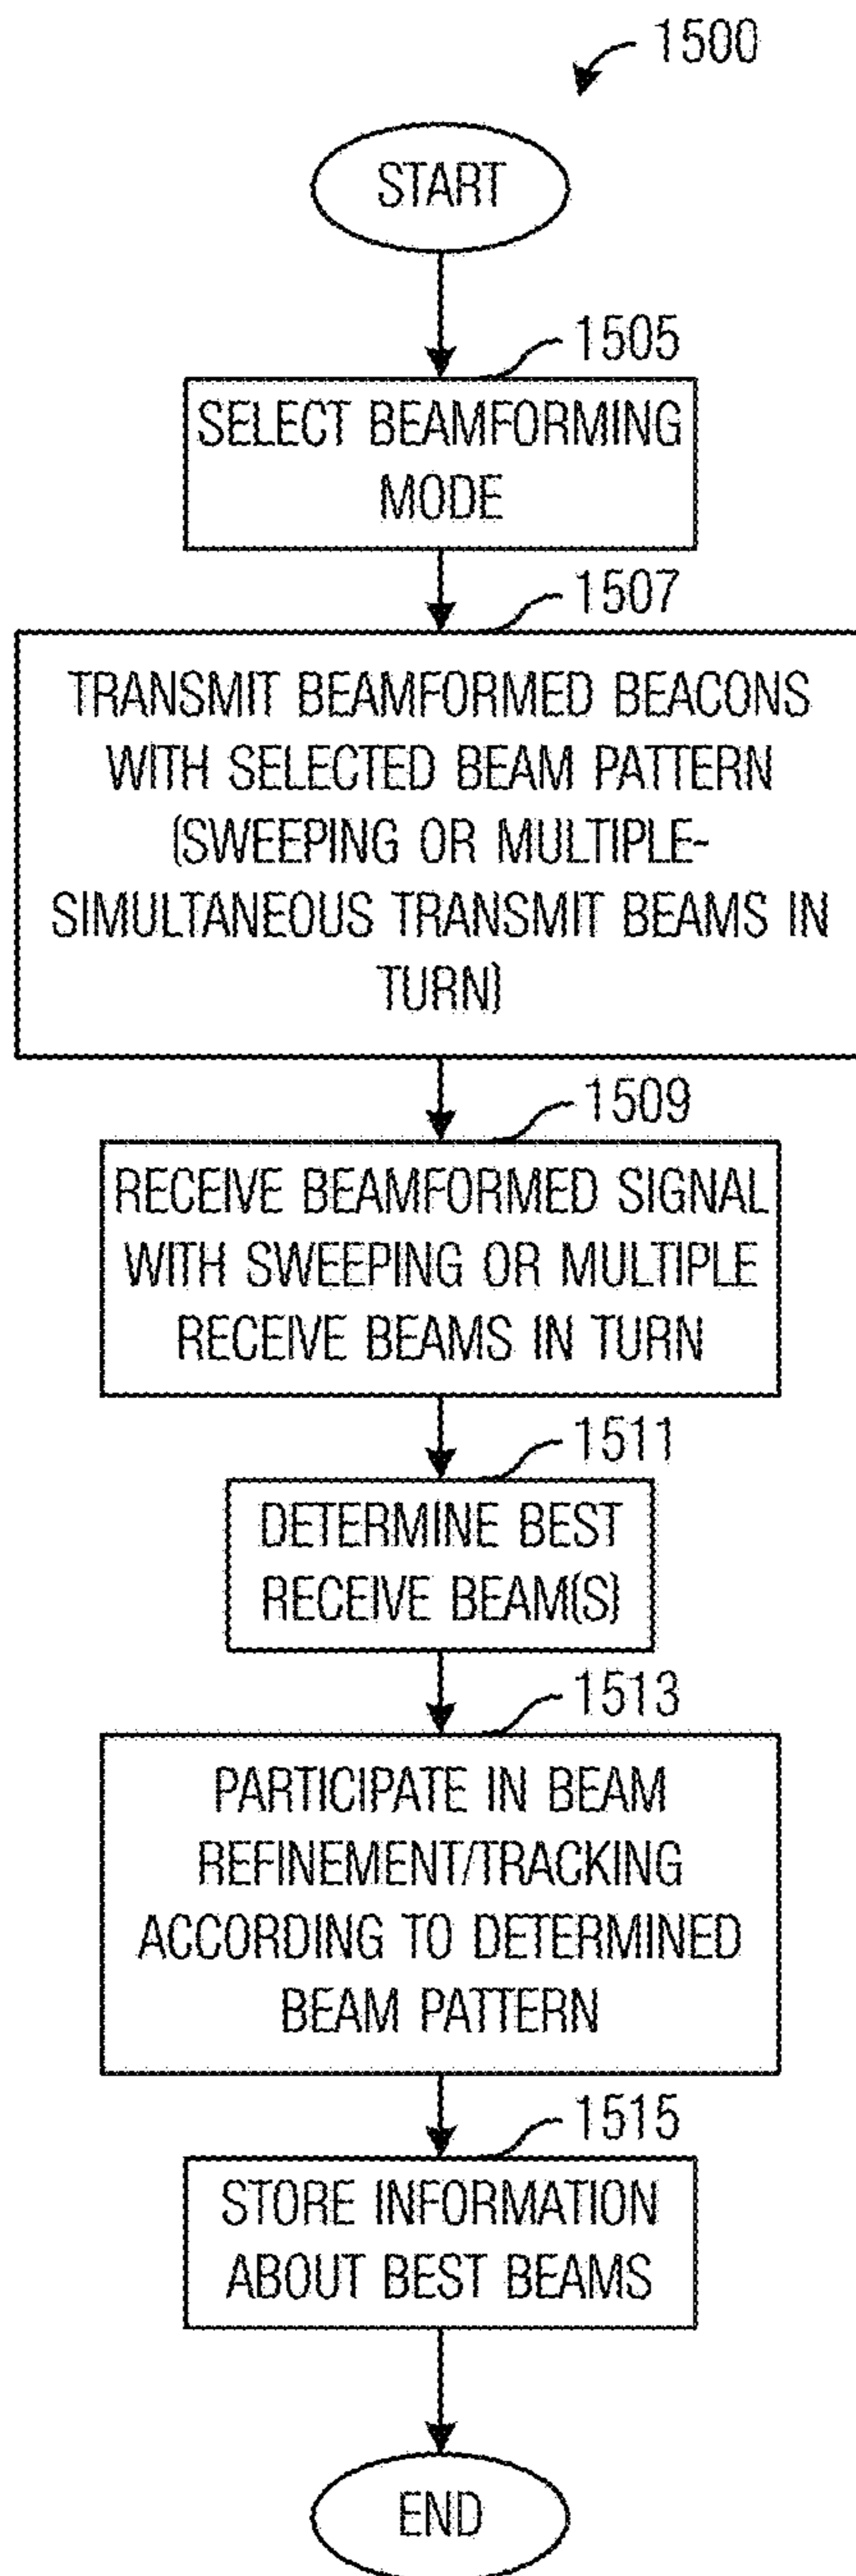 1500
START
1505
SELECT BEAMFORMING
MODE
1507
TRANSMIT BEAMFORMED BEACONS
WITH SELECTED BEAM PATTERN
(SWEEPING OR MULTIPLE-
SIMULTANEOUS TRANSMIT BEAMS IN
TURN)
1509
RECEIVE BEAMFORMED SIGNAL
WITH SWEEPING OR MULTIPLE
RECEIVE BEAMS IN TURN
1511
DETERMINE BEST
RECEIVE BEAM(S)
1513
PARTICIPATE IN BEAM
REFINEMENT/TRACKING
ACCORDING TO DETERMINED
BEAM PATTERN
1515
STORE INFORMATION
ABOUT BEST BEAMS
END